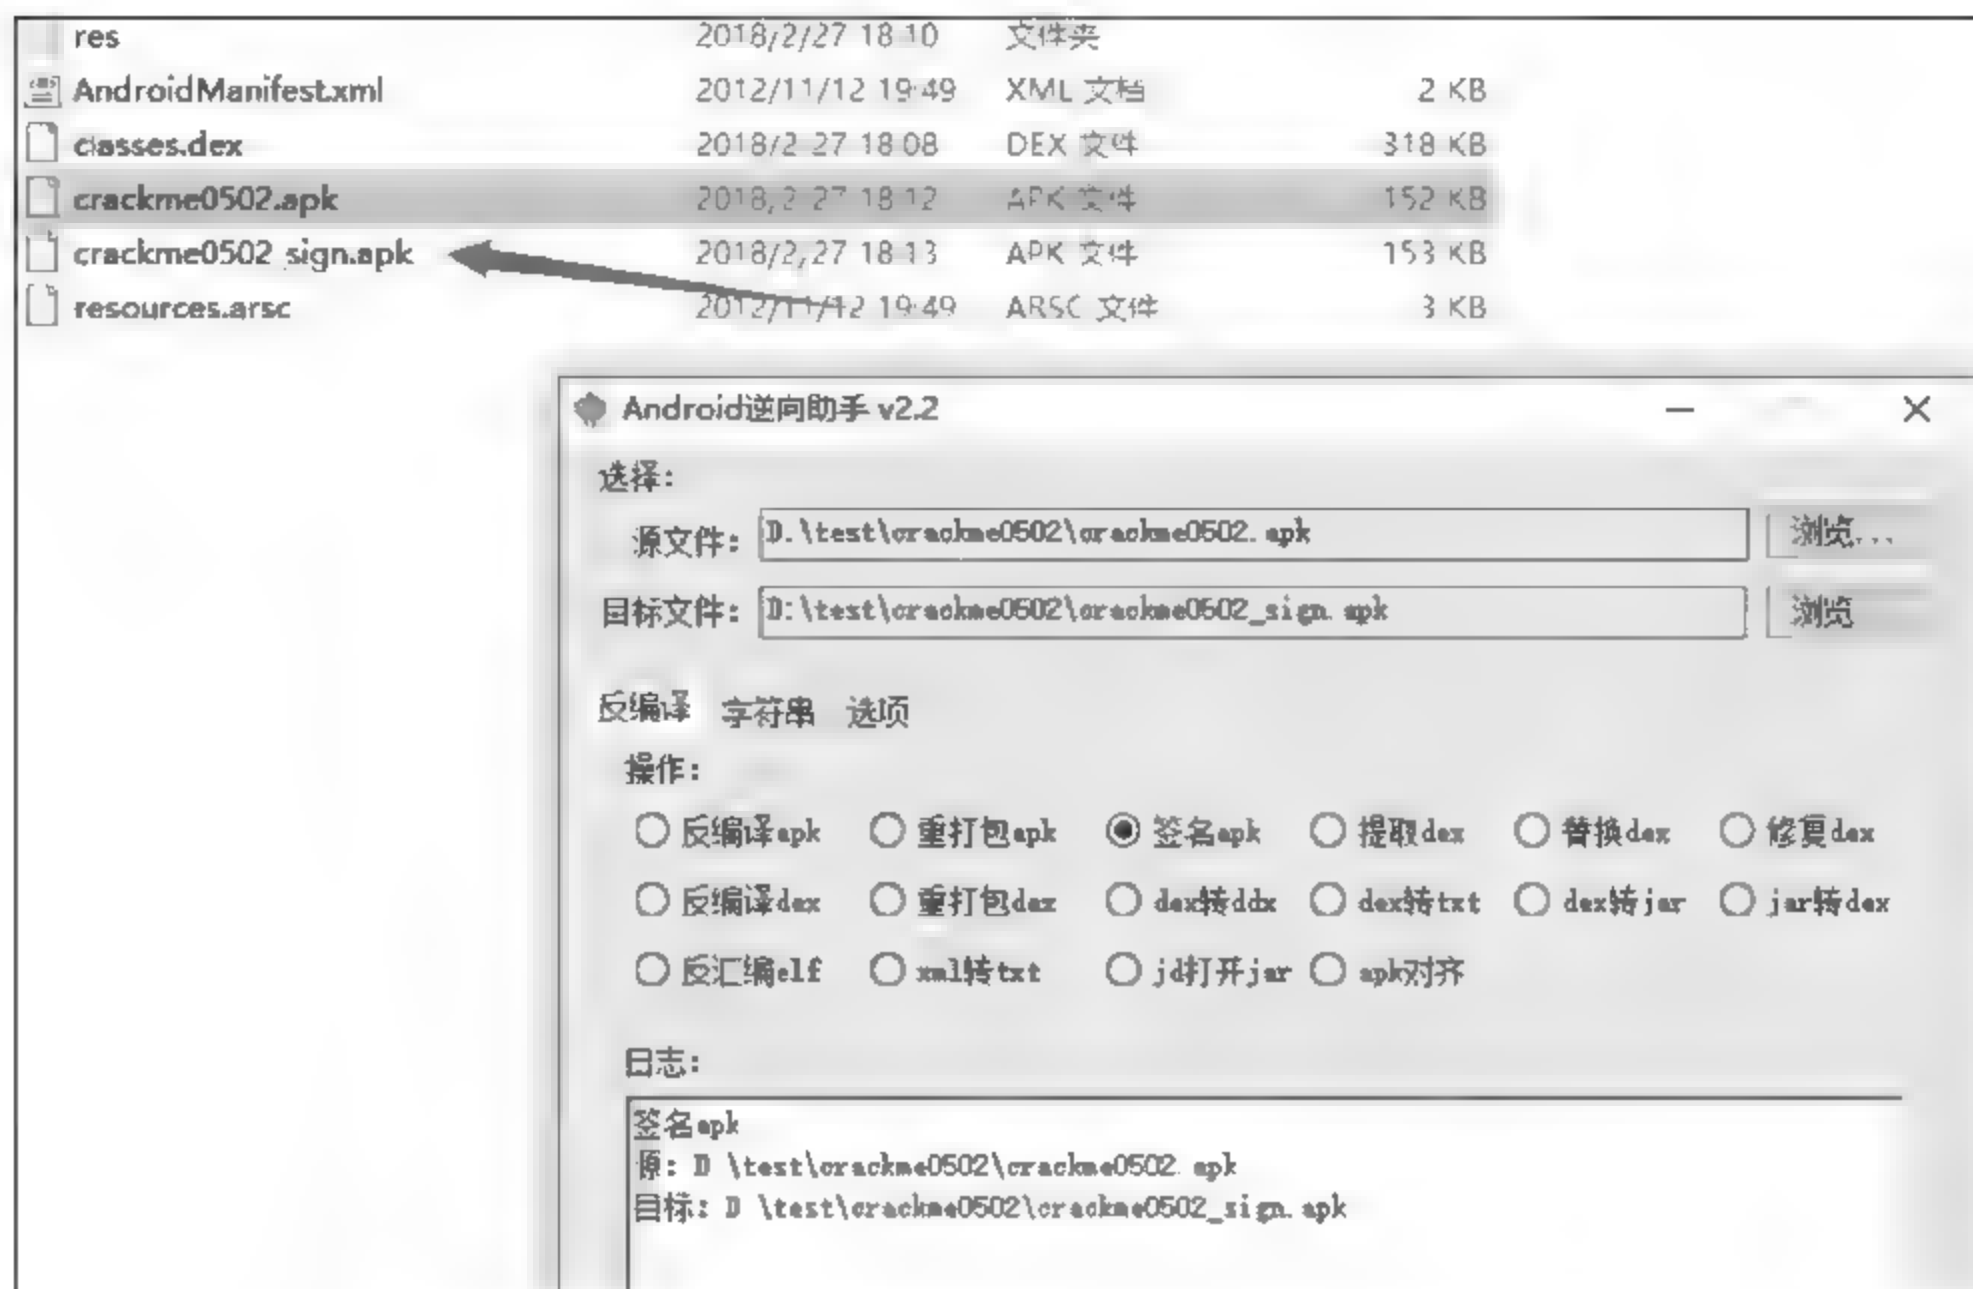 res 2018/2/27 18:10 文件夹
AndroidManifest.xml 2012/11/12 19:49 XML 文档 2 KB
classes.dex 2018/2/27 18:08 DEX 文件 318 KB
crackme0502.apk 2018/2/27 18:12 APK 文件 152 KB
crackme0502_sign.apk 2018/2/27 18:13 APK 文件 153 KB
resources.arsc 2012/11/12 19:49 ARSC 文件 3 KB
Android逆向助手 v2.2
选择:
源文件: D:\test\crackme0502\crackme0502.apk 浏览...
目标文件: D:\test\crackme0502\crackme0502_sign.apk 浏览
反编译 字符串 选项
操作:
反编译apk 重打包apk 签名apk 提取dex 替换dex 修复dex
反编译dex 重打包dex dex转ddx dex转txt dex转jar jar转dex
反汇编elf xml转txt jd打开jar apk对齐
日志:
签名apk
原: D:\test\crackme0502\crackme0502.apk
目标: D:\test\crackme0502\crackme0502_sign.apk